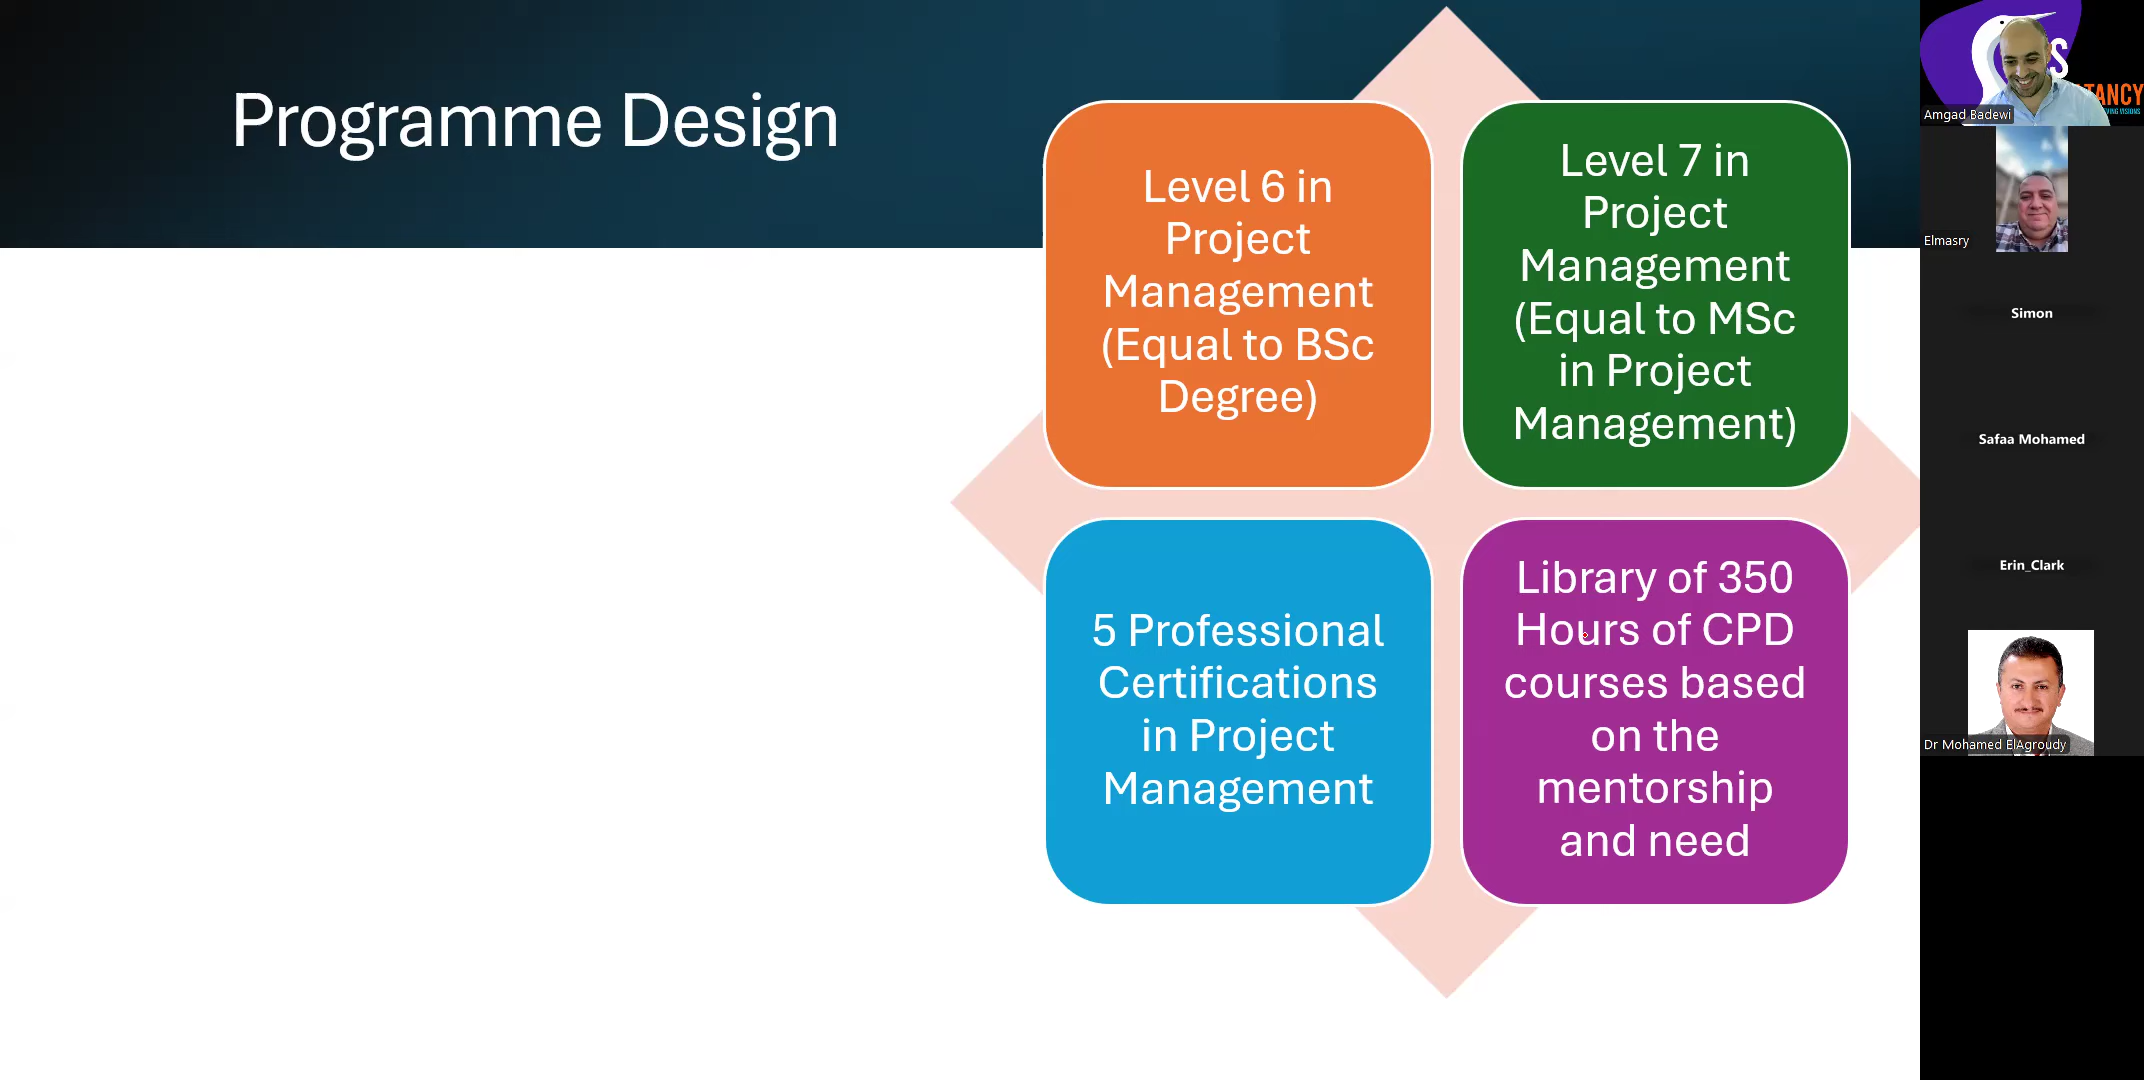 Programme Design
Level 6 in
Project
Management
(Equal to BSc
Degree)
Level 7 in
Project
Management
(Equal to MSc
in Project
Management)
5 Professional
Certifications
in Project
Management
Library of 350
Hours of CPD
courses based
on the
mentorship
and need
S
TANCY
Amgad Badewi
Elmasry
Simon
Safaa Mohamed
Erin_Clark
Dr Mohamed ElAgroudy